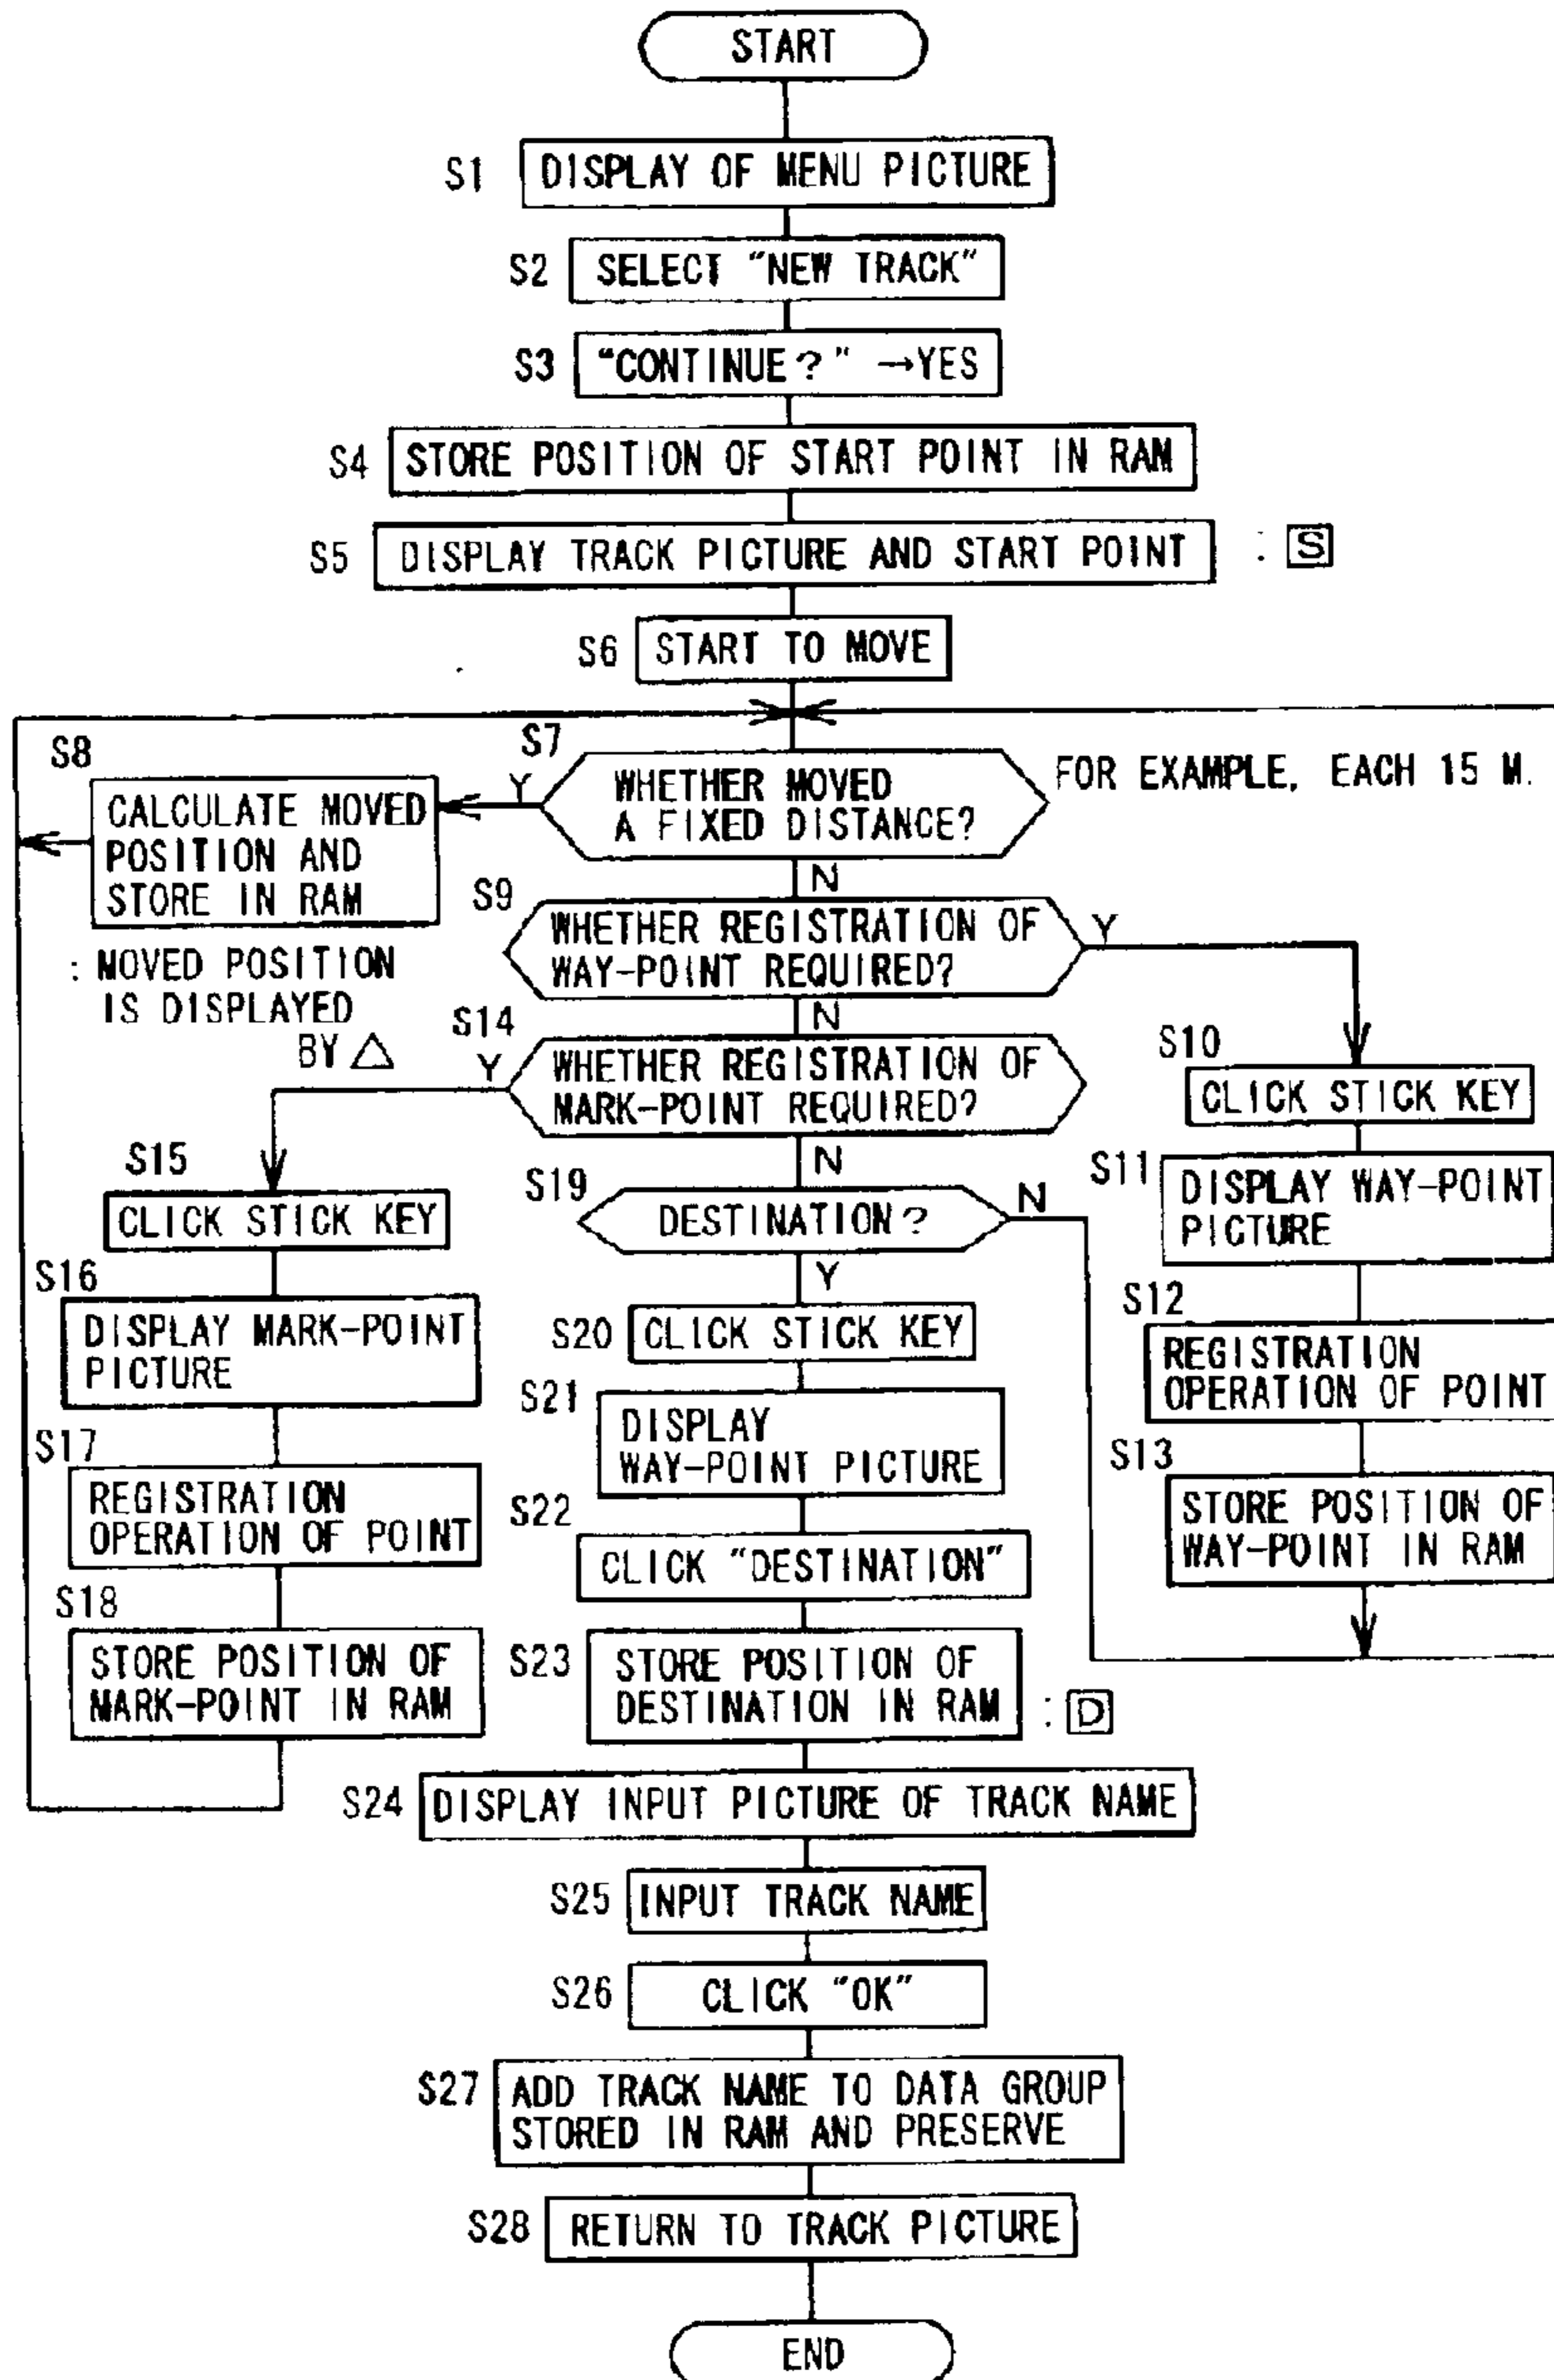 START
S1 DISPLAY OF MENU PICTURE
S2 SELECT "NEW TRACK"
S3 "CONTINUE?" →YES
S4 STORE POSITION OF START POINT IN RAM
S5 DISPLAY TRACK PICTURE AND START POINT : S
S6 START TO MOVE
S7
WHETHER MOVED
A FIXED DISTANCE?
FOR EXAMPLE, EACH 15 M.
Y
N
S8
CALCULATE MOVED
POSITION AND
STORE IN RAM
: MOVED POSITION
IS DISPLAYED
BY △
S9
WHETHER REGISTRATION OF
WAY-POINT REQUIRED?
Y
N
S10
CLICK STICK KEY
S11
DISPLAY WAY-POINT
PICTURE
S12
REGISTRATION
OPERATION OF POINT
S13
STORE POSITION OF
WAY-POINT IN RAM
S14
WHETHER REGISTRATION OF
MARK-POINT REQUIRED?
Y
N
S15
CLICK STICK KEY
S16
DISPLAY MARK-POINT
PICTURE
S17
REGISTRATION
OPERATION OF POINT
S18
STORE POSITION OF
MARK-POINT IN RAM
S19
DESTINATION?
N
Y
S20 CLICK STICK KEY
S21
DISPLAY
WAY-POINT PICTURE
S22
CLICK "DESTINATION"
S23
STORE POSITION OF
DESTINATION IN RAM
: D
S24 DISPLAY INPUT PICTURE OF TRACK NAME
S25 INPUT TRACK NAME
S26 CLICK "OK"
S27
ADD TRACK NAME TO DATA GROUP
STORED IN RAM AND PRESERVE
S28 RETURN TO TRACK PICTURE
END